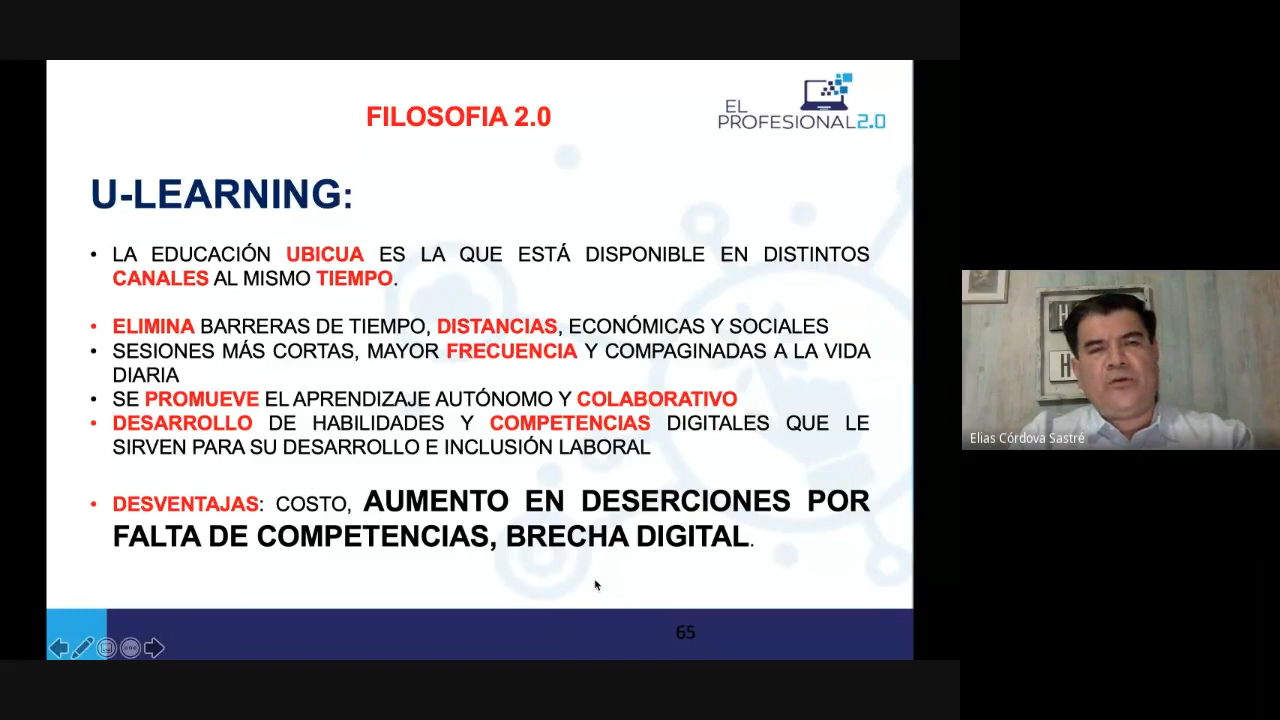 FILOSOFIA 2.0
EL
PROFESIONAL2.0
U-LEARNING:
• LA EDUCACIÓN UBICUA ES LA QUE ESTÁ DISPONIBLE EN DISTINTOS
CANALES AL MISMO TIEMPO.
• ELIMINA BARRERAS DE TIEMPO, DISTANCIAS, ECONÓMICAS Y SOCIALES
• SESIONES MÁS CORTAS, MAYOR FRECUENCIA Y COMPAGINADAS A LA VIDA
DIARIA
• SE PROMUEVE EL APRENDIZAJE AUTÓNOMO Y COLABORATIVO
• DESARROLLO DE HABILIDADES Y COMPETENCIAS DIGITALES QUE LE
SIRVEN PARA SU DESARROLLO E INCLUSIÓN LABORAL
• DESVENTAJAS: COSTO, AUMENTO EN DESERCIONES POR
FALTA DE COMPETENCIAS, BRECHA DIGITAL.
65
Elias Córdova Sastré